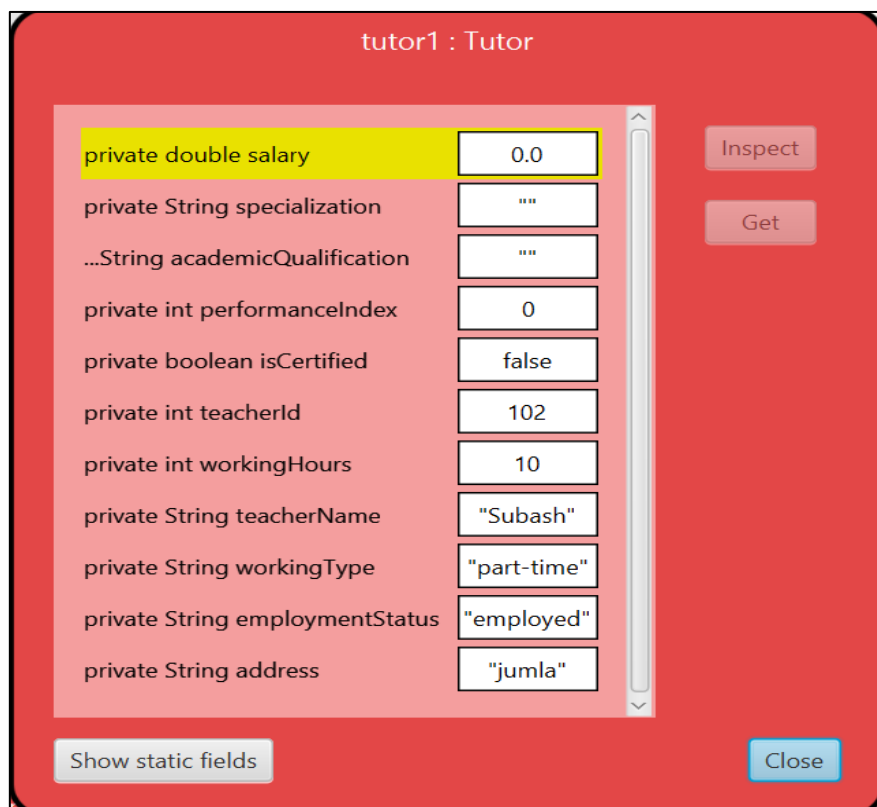 tutor1 : Tutor
private double salary 0.0
Inspect
private String specialization ""
Get
...String academicQualification ""
private int performanceIndex 0
private boolean isCertified false
private int teacherId 102
private int workingHours 10
private String teacherName "Subash"
private String workingType "part-time"
private String employmentStatus "employed"
private String address "jumla"
Show static fields
Close